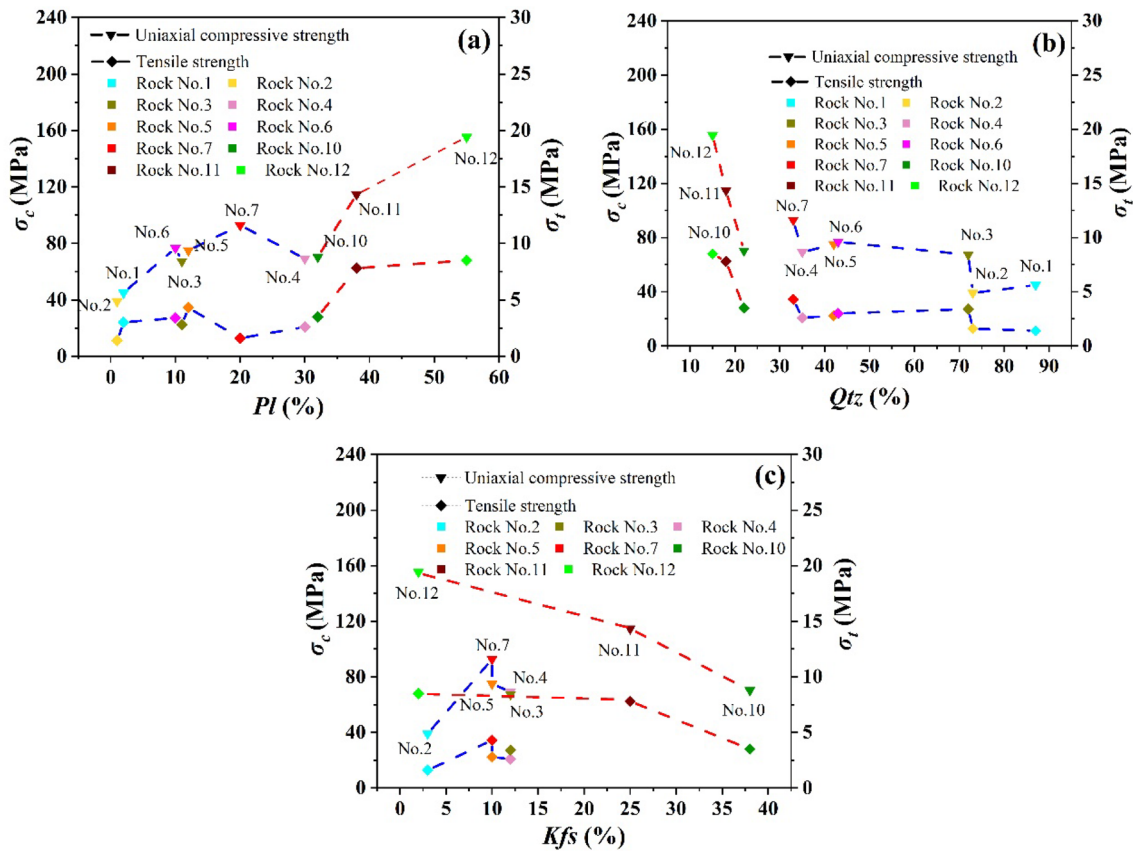 (a)
Uniaxial compressive strength
Tensile strength
Rock No.1 Rock No.2
Rock No.3 Rock No.4
Rock No.5 Rock No.6
Rock No.7 Rock No.10
Rock No.11 Rock No.12
σc (MPa)
240
200
160
120
80
40
0
σt (MPa)
30
25
20
15
10
5
0
No.2
No.1
No.6
No.3
No.5
No.7
No.4
No.10
No.11
No.12
0 10 20 30 40 50 60
Pl (%)
(b)
Uniaxial compressive strength
Tensile strength
Rock No.1 Rock No.2
Rock No.3 Rock No.4
Rock No.5 Rock No.6
Rock No.7 Rock No.10
Rock No.11 Rock No.12
σc (MPa)
240
200
160
120
80
40
0
σt (MPa)
30
25
20
15
10
5
0
No.12
No.11
No.10
No.7
No.4
No.5
No.6
No.3
No.2
No.1
10 20 30 40 50 60 70 80 90
Qtz (%)
(c)
Uniaxial compressive strength
Tensile strength
Rock No.2 Rock No.3 Rock No.4
Rock No.5 Rock No.7 Rock No.10
Rock No.11 Rock No.12
σc (MPa)
240
200
160
120
80
40
0
σt (MPa)
30
25
20
15
10
5
0
No.12
No.7
No.11
No.4
No.5
No.3
No.10
No.2
0 5 10 15 20 25 30 35 40
Kfs (%)